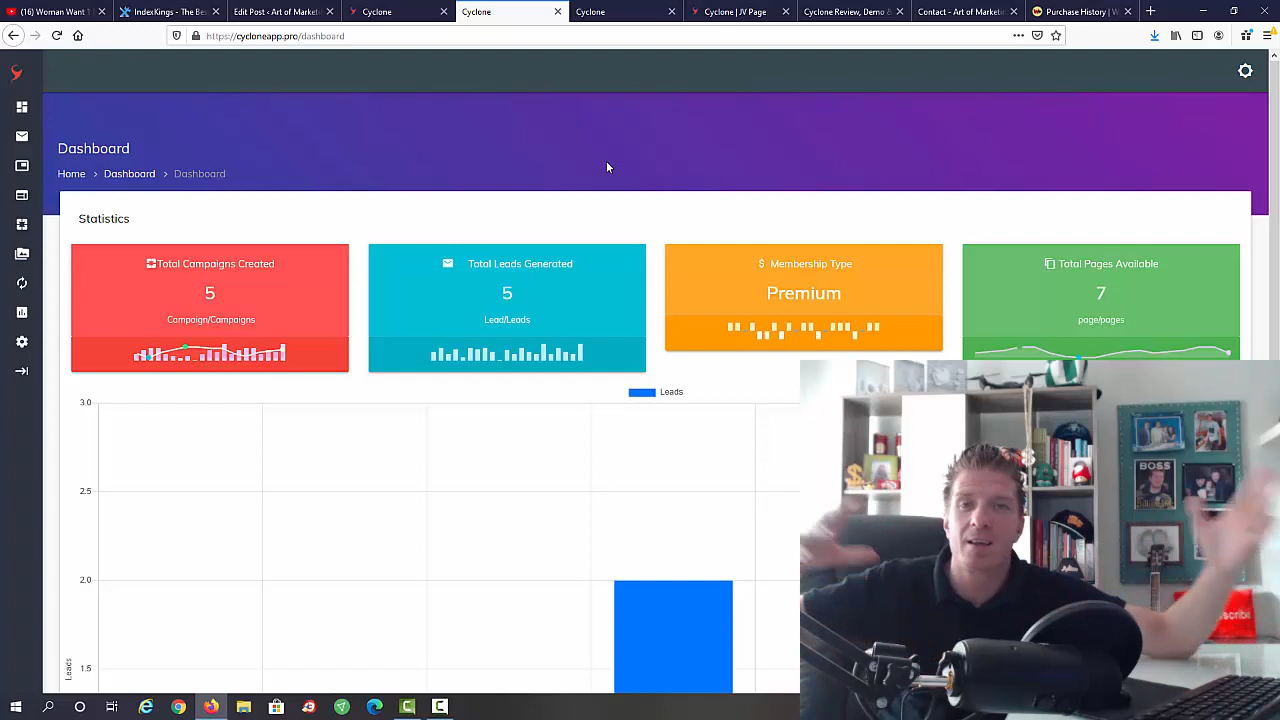 (16) Woman Want T
IndexKings - The Be
Edit Post ‹ Art of Market
Cyclone
Cyclone
Cyclone
Cyclone | JV Page
Cyclone Review, Demo &
Contact - Art of Marketi
Purchase History | W
https://cycloneapp.pro/dashboard
Dashboard
Home > Dashboard > Dashboard
Statistics
Total Campaigns Created
5
Campaign/Campaigns
Total Leads Generated
5
Lead/Leads
$ Membership Type
Premium
Total Pages Available
7
page/pages
Leads
3.0
2.5
2.0
1.5
Leads
BOSS